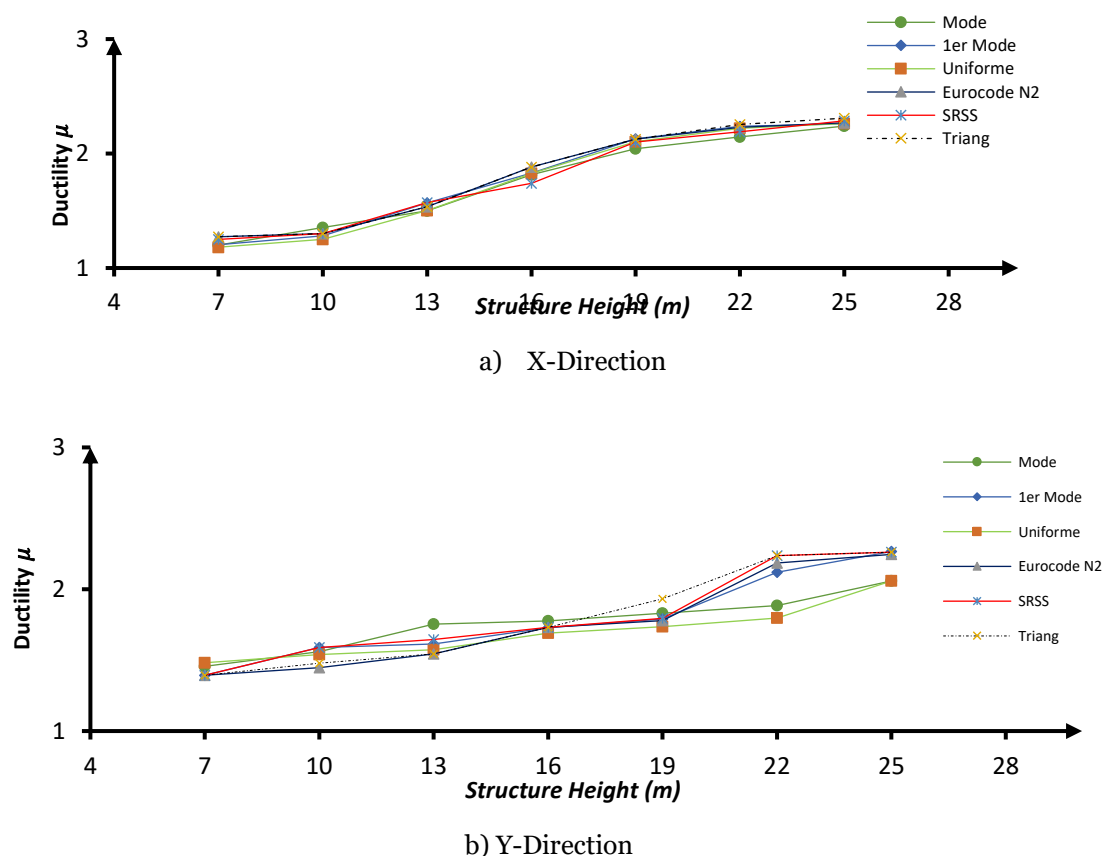 3
2
1
Ductility μ
4 7 10 13 16 19 22 25 28
Structure Height (m)
Mode
1er Mode
Uniforme
Eurocode N2
SRSS
Triang
a) X-Direction
3
2
1
Ductility μ
4 7 10 13 16 19 22 25 28
Structure Height (m)
Mode
1er Mode
Uniforme
Eurocode N2
SRSS
Triang
b) Y-Direction